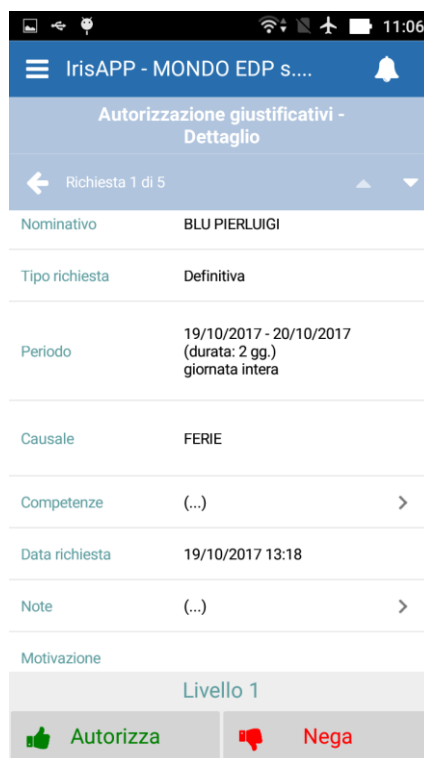 11:06
IrisAPP - MONDO EDP s....
Autorizzazione giustificativi -
Dettaglio
Richiesta 1 di 5
Nominativo BLU PIERLUIGI
Tipo richiesta Definitiva
Periodo 19/10/2017 - 20/10/2017
(durata: 2 gg.)
giornata intera
Causale FERIE
Competenze (...)
Data richiesta 19/10/2017 13:18
Note (...)
Motivazione
Livello 1
Autorizza Nega